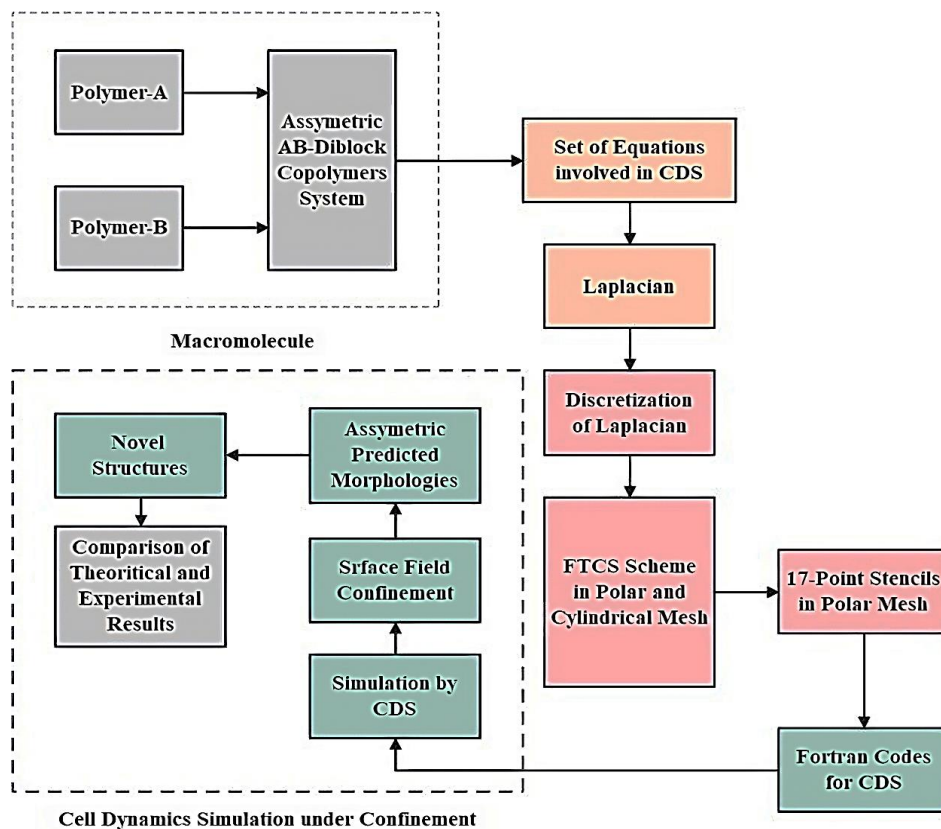 Polymer-A
Polymer-B
Assymetric
AB-Diblock
Copolymers
System
Macromolecule
Set of Equations
involved in CDS
Laplacian
Discretization
of Laplacian
FTCS Scheme
in Polar and
Cylindrical Mesh
17-Point Stencils
in Polar Mesh
Fortran Codes
for CDS
Simulation by
CDS
Srface Field
Confinement
Assymetric
Predicted
Morphologies
Novel
Structures
Comparison of
Theoritical and
Experimental
Results
Cell Dynamics Simulation under Confinement